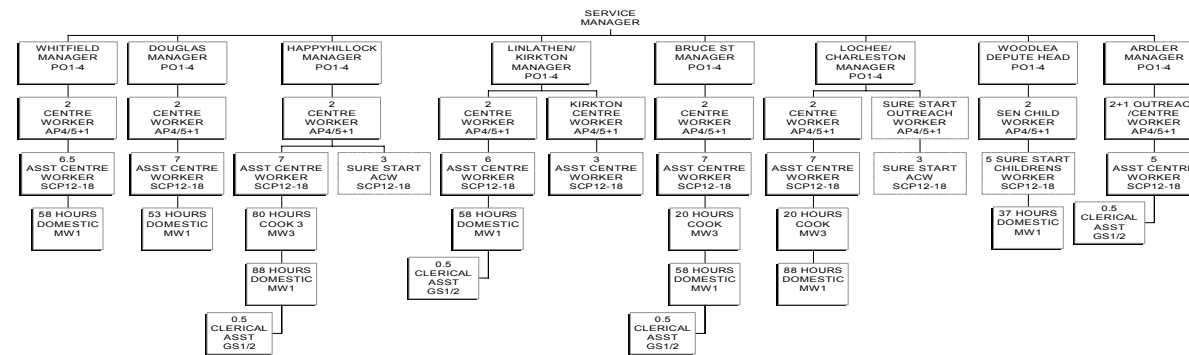 SERVICE
MANAGER
WHITFIELD
MANAGER
PO1-4
DOUGLAS
MANAGER
PO1-4
HAPPYHILLOCK
MANAGER
PO1-4
LINLATHEN/
KIRKTON
MANAGER
PO1-4
BRUCE ST
MANAGER
PO1-4
LOCHEE/
CHARLESTON
MANAGER
PO1-4
WOODLEA
DEPUTE HEAD
PO1-4
ARDLER
MANAGER
PO1-4
2
CENTRE
WORKER
AP4/5+1
2
CENTRE
WORKER
AP4/5+1
2
CENTRE
WORKER
AP4/5+1
2
CENTRE
WORKER
AP4/5+1
KIRKTON
CENTRE
WORKER
AP4/5+1
2
CENTRE
WORKER
AP4/5+1
2
CENTRE
WORKER
AP4/5+1
SURE START
OUTREACH
WORKER
AP4/5+1
2
SEN CHILD
WORKER
AP4/5+1
2+1 OUTREAC
/CENTRE
WORKER
AP4/5+1
6.5
ASST CENTRE
WORKER
SCP12-18
7
ASST CENTRE
WORKER
SCP12-18
7
ASST CENTRE
WORKER
SCP12-18
3
SURE START
ACW
SCP12-18
6
ASST CENTRE
WORKER
SCP12-18
3
ASST CENTRE
WORKER
SCP12-18
7
ASST CENTRE
WORKER
SCP12-18
7
ASST CENTRE
WORKER
SCP12-18
3
SURE START
ACW
SCP12-18
5 SURE START
CHILDRENS
WORKER
SCP12-18
5
ASST CENTRE
WORKER
SCP12-18
58 HOURS
DOMESTIC
MW1
53 HOURS
DOMESTIC
MW1
80 HOURS
COOK 3
MW3
58 HOURS
DOMESTIC
MW1
20 HOURS
COOK
MW3
20 HOURS
COOK
MW3
37 HOURS
DOMESTIC
MW1
0.5
CLERICAL
ASST
GS1/2
88 HOURS
DOMESTIC
MW1
0.5
CLERICAL
ASST
GS1/2
58 HOURS
DOMESTIC
MW1
88 HOURS
DOMESTIC
MW1
0.5
CLERICAL
ASST
GS1/2
0.5
CLERICAL
ASST
GS1/2